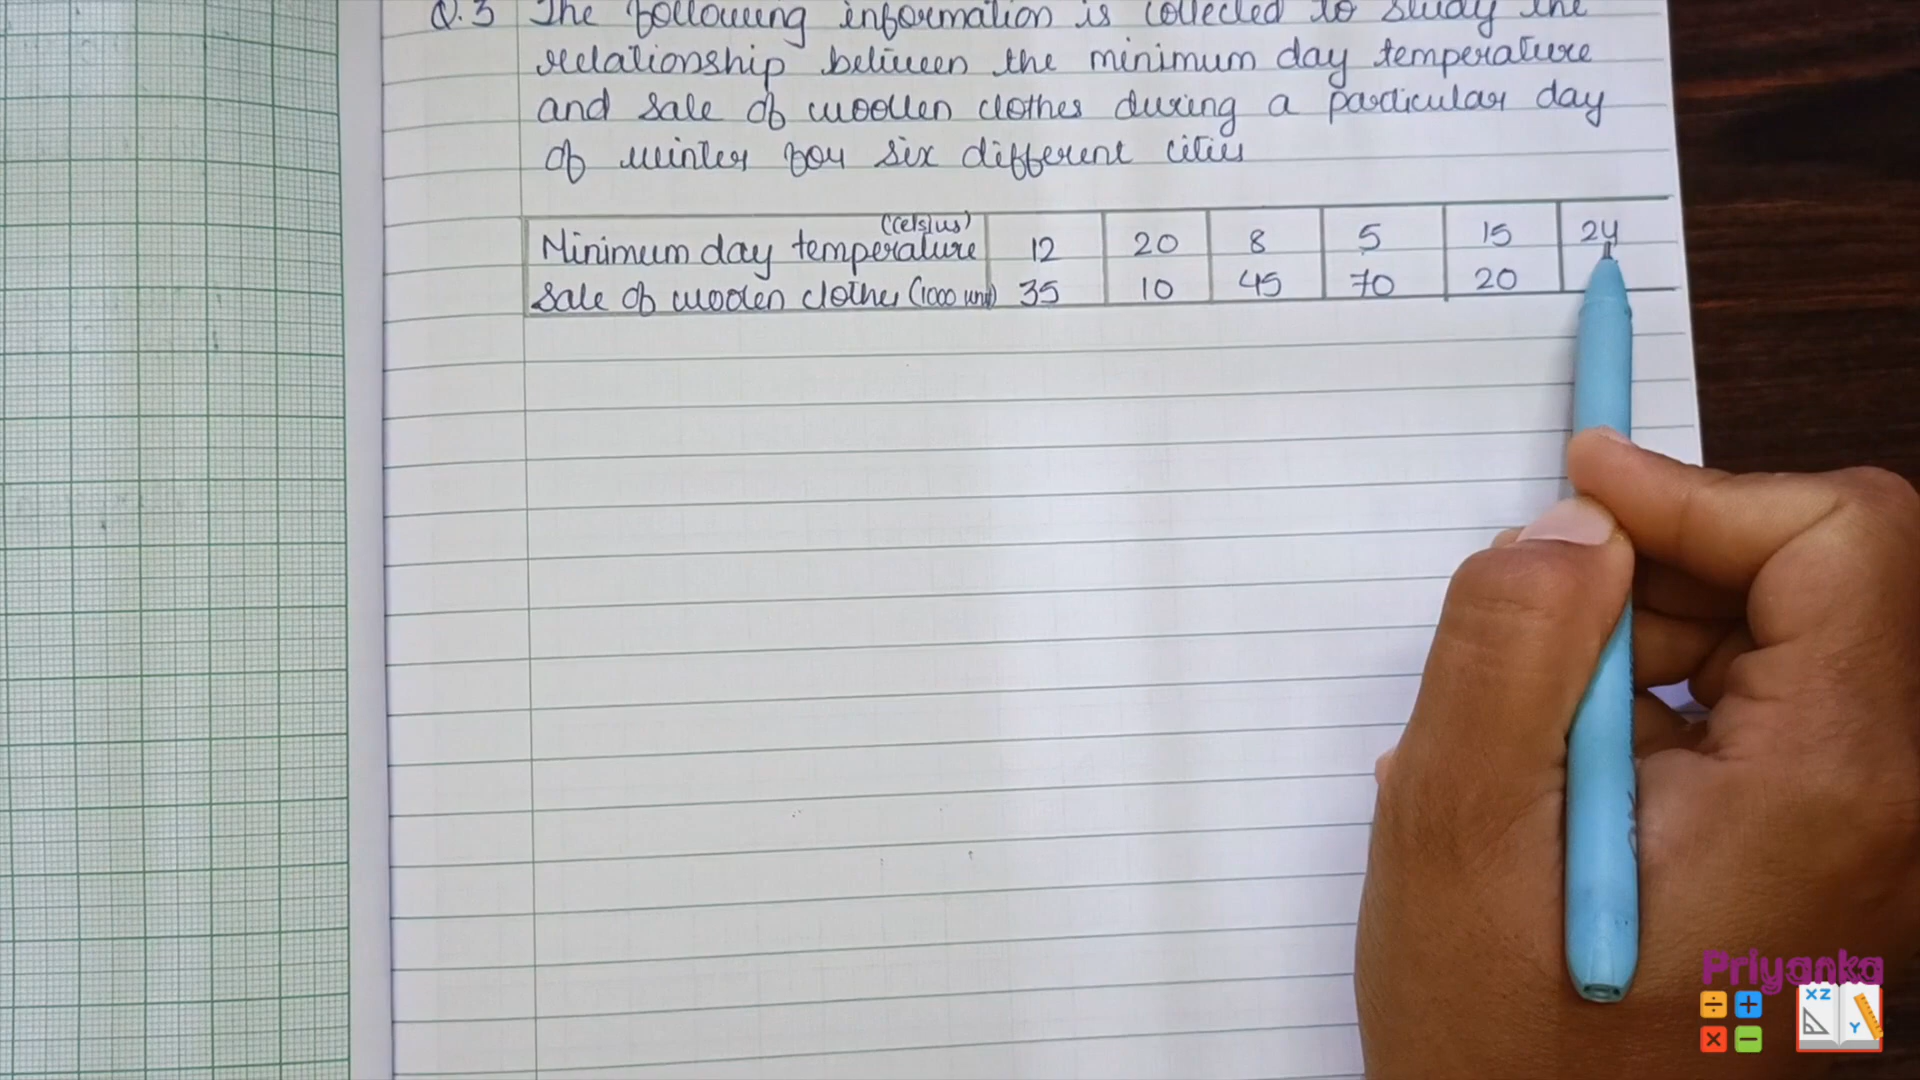 Q.3 The following information is collected to study the
relationship between the minimum day temperature
and sale of woollen clothes during a particular day
of winter for six different cities
(Celsius)
Minimum day temperature 12 20 8 5 15 24
Sale of woolen clothes (1000 unit) 35 10 45 70 20
Priyanka
XZ
Y